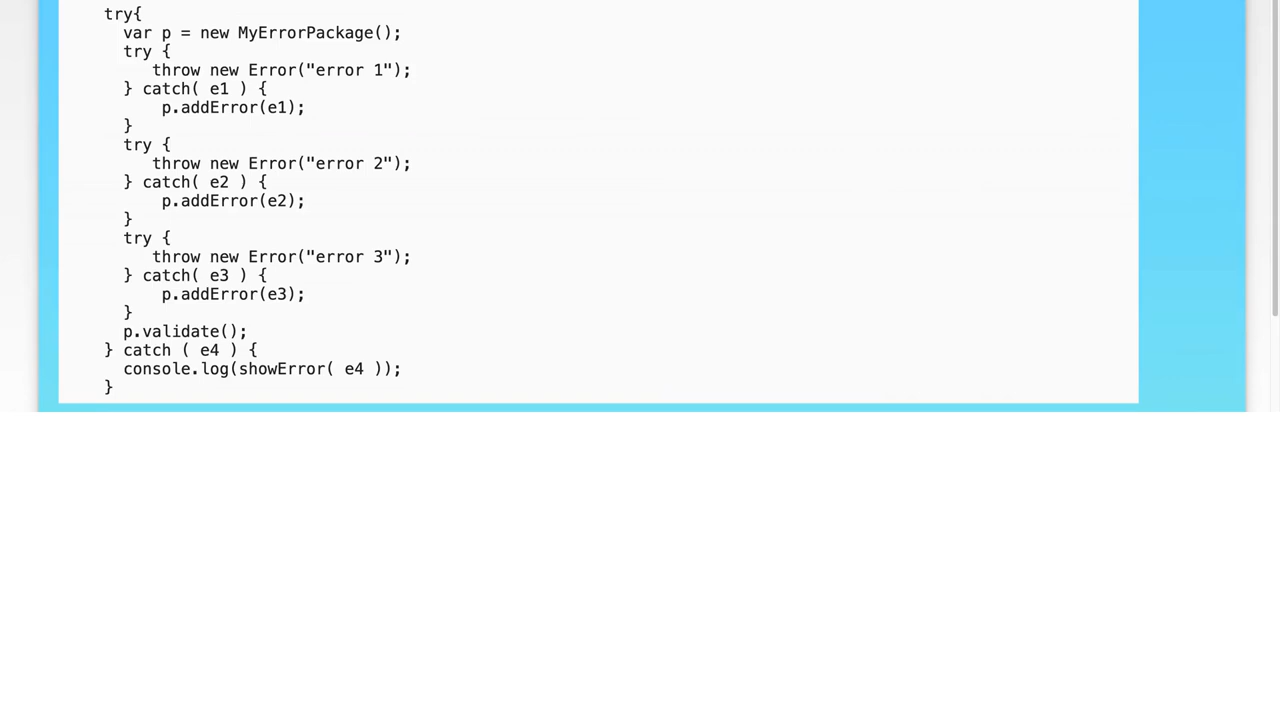 try{
var p = new MyErrorPackage();
try {
throw new Error("error 1");
} catch( e1 ) {
p.addError(e1);
}
try {
throw new Error("error 2");
} catch( e2 ) {
p.addError(e2);
}
try {
throw new Error("error 3");
} catch( e3 ) {
p.addError(e3);
}
p.validate();
} catch ( e4 ) {
console.log(showError( e4 ));
}